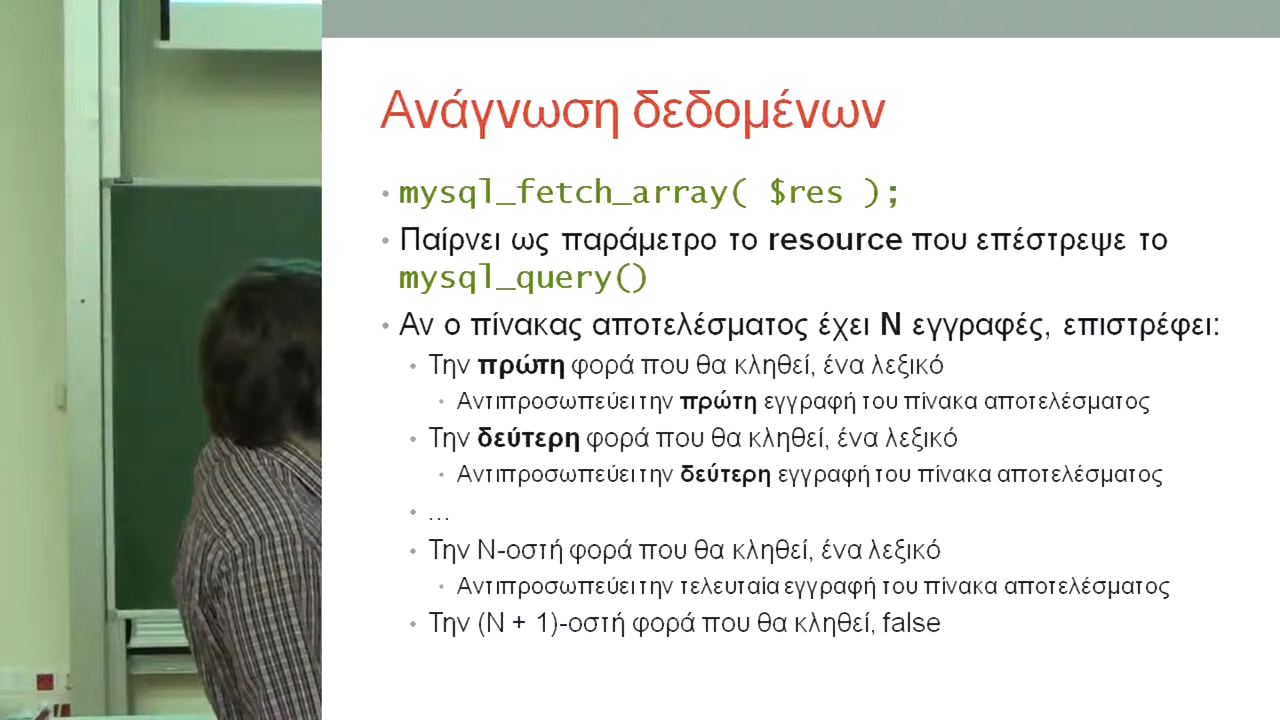 Ανάγνωση δεδομένων
• mysql_fetch_array( $res );
• Παίρνει ως παράμετρο το resource που επέστρεψε το
mysql_query()
• Αν ο πίνακας αποτελέσματος έχει N εγγραφές, επιστρέφει:
• Την πρώτη φορά που θα κληθεί, ένα λεξικό
• Αντιπροσωπεύει την πρώτη εγγραφή του πίνακα αποτελέσματος
• Την δεύτερη φορά που θα κληθεί, ένα λεξικό
• Αντιπροσωπεύει την δεύτερη εγγραφή του πίνακα αποτελέσματος
• …
• Την N-οστή φορά που θα κληθεί, ένα λεξικό
• Αντιπροσωπεύει την τελευταία εγγραφή του πίνακα αποτελέσματος
• Την (N + 1)-οστή φορά που θα κληθεί, false